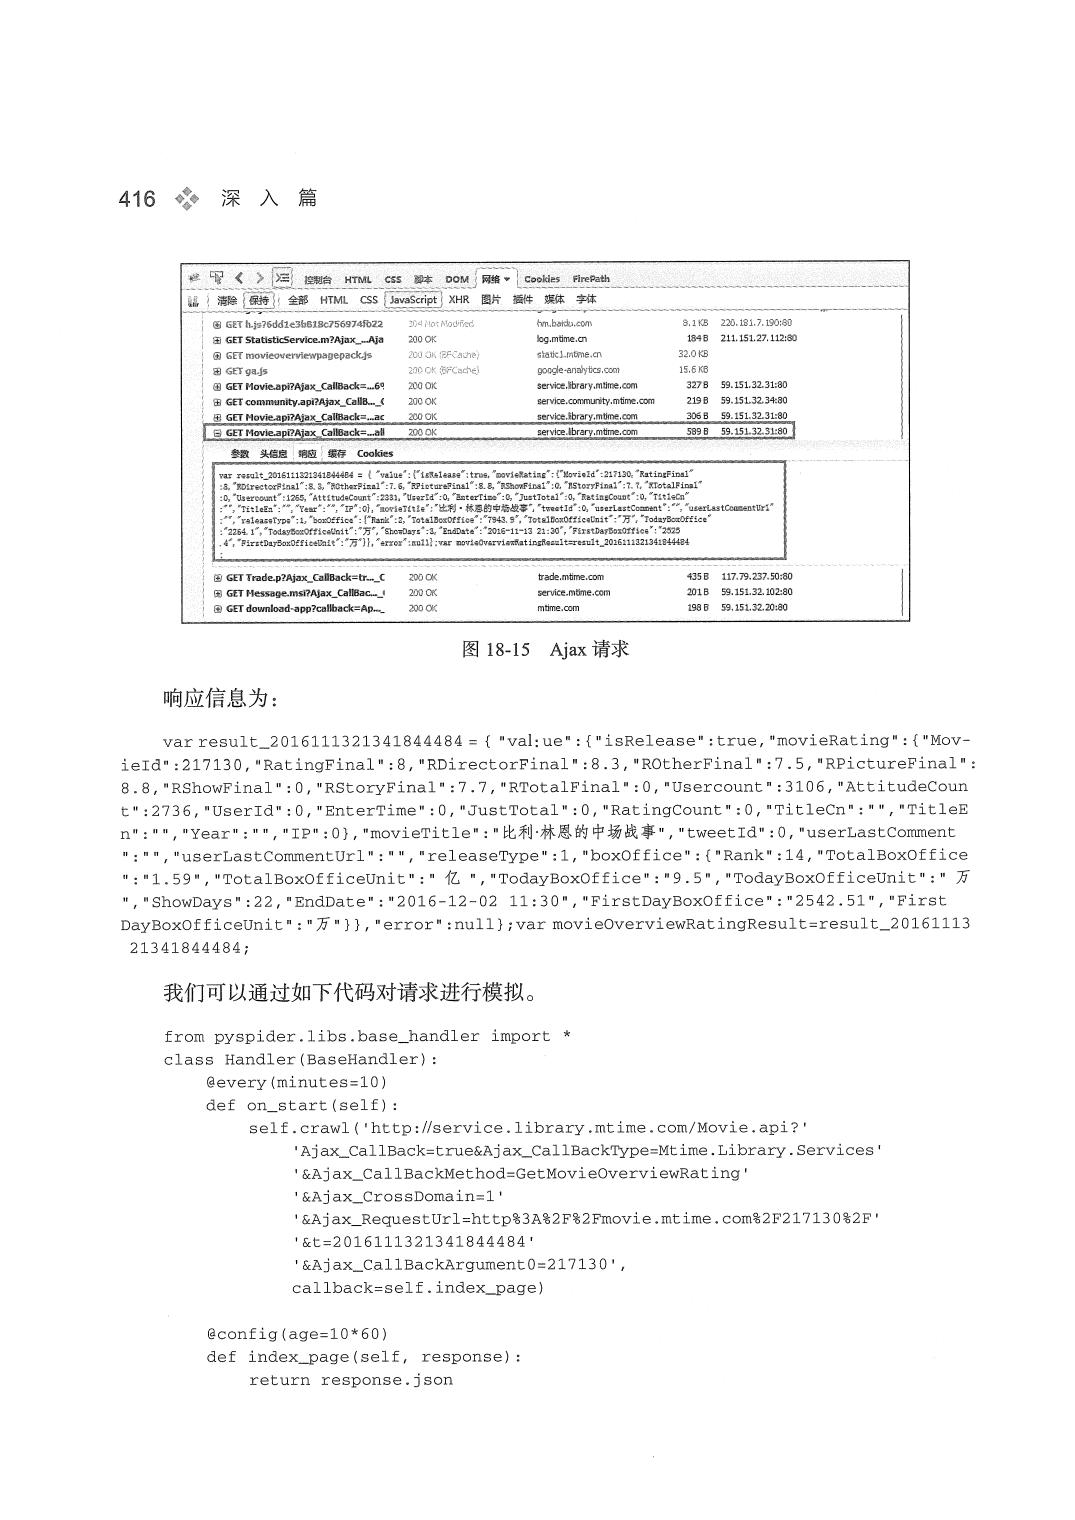 416 深 入 篇
控制台 HTML CSS 脚本 DOM 网络 Cookies FirePath
清除 保持 全部 HTML CSS JavaScript XHR 图片 插件 媒体 字体
GET h.js?6dd1e3b818c756974fb22 304 Not Modified hm.baidu.com 8.1 KB 220.181.7.190:80
GET StatisticService.m?Ajax_...Aja 200 OK log.mtime.cn 184 B 211.151.27.112:80
GET movieoverviewpagepack.js 200 OK (BFCache) static1.mtime.cn 32.0 KB
GET ga.js 200 OK (BFCache) google-analytics.com 15.6 KB
GET Movie.api?Ajax_CallBack=...69 200 OK service.library.mtime.com 327 B 59.151.32.31:80
GET community.api?Ajax_CallB..._( 200 OK service.community.mtime.com 219 B 59.151.32.34:80
GET Movie.api?Ajax_CallBack=...ac 200 OK service.library.mtime.com 306 B 59.151.32.31:80
GET Movie.api?Ajax_CallBack=...all 200 OK service.library.mtime.com 589 B 59.151.32.31:80
参数 头信息 响应 缓存 Cookies
var result_2016111321341844484 = { "value":{"isRelease":true,"movieRating":{"MovieId":217130,"RatingFinal"
:8,"RDirectorFinal":8.3,"ROtherFinal":7.6,"RPictureFinal":8.8,"RShowFinal":0,"RStoryFinal":7.7,"RTotalFinal"
:0,"Usercount":1265,"AttitudeCount":2331,"UserId":0,"EnterTime":0,"JustTotal":0,"RatingCount":0,"TitleCn"
:"","TitleEn":"","Year":"","IP":0},"movieTitle":"比利·林恩的中场战事","tweetId":0,"userLastComment":"","userLastCommentUrl"
:"","releaseType":1,"boxOffice":{"Rank":2,"TotalBoxOffice":"7943.9","TotalBoxOfficeUnit":"万","TodayBoxOffice"
:"2264.1","TodayBoxOfficeUnit":"万","ShowDays":3,"EndDate":"2016-11-13 21:30","FirstDayBoxOffice":"2525
.4","FirstDayBoxOfficeUnit":"万"}},"error":null};var movieOverviewRatingResult=result_2016111321341844484
;
GET Trade.p?Ajax_CallBack=tr..._C 200 OK trade.mtime.com 435 B 117.79.237.50:80
GET Message.msi?Ajax_CallBac..._( 200 OK service.mtime.com 201 B 59.151.32.102:80
GET download-app?callback=Ap..._ 200 OK mtime.com 198 B 59.151.32.20:80
图 18-15 Ajax 请求
响应信息为：
var result_2016111321341844484 = { "val:ue":{"isRelease":true,"movieRating":{"Mov-
ieId":217130,"RatingFinal":8,"RDirectorFinal":8.3,"ROtherFinal":7.5,"RPictureFinal":
8.8,"RShowFinal":0,"RStoryFinal":7.7,"RTotalFinal":0,"Usercount":3106,"AttitudeCoun
t":2736,"UserId":0,"EnterTime":0,"JustTotal":0,"RatingCount":0,"TitleCn":"","TitleE
n":"","Year":"","IP":0},"movieTitle":"比利·林恩的中场战事","tweetId":0,"userLastComment
":"","userLastCommentUrl":"","releaseType":1,"boxOffice":{"Rank":14,"TotalBoxOffice
":"1.59","TotalBoxOfficeUnit":" 亿 ","TodayBoxOffice":"9.5","TodayBoxOfficeUnit":" 万
","ShowDays":22,"EndDate":"2016-12-02 11:30","FirstDayBoxOffice":"2542.51","First
DayBoxOfficeUnit":"万"}},"error":null};var movieOverviewRatingResult=result_20161113
21341844484;
我们可以通过如下代码对请求进行模拟。
from pyspider.libs.base_handler import *
class Handler(BaseHandler):
@every(minutes=10)
def on_start(self):
self.crawl('http://service.library.mtime.com/Movie.api?'
'Ajax_CallBack=true&Ajax_CallBackType=Mtime.Library.Services'
'&Ajax_CallBackMethod=GetMovieOverviewRating'
'&Ajax_CrossDomain=1'
'&Ajax_RequestUrl=http%3A%2F%2Fmovie.mtime.com%2F217130%2F'
'&t=2016111321341844484'
'&Ajax_CallBackArgument0=217130',
callback=self.index_page)
@config(age=10*60)
def index_page(self, response):
return response.json